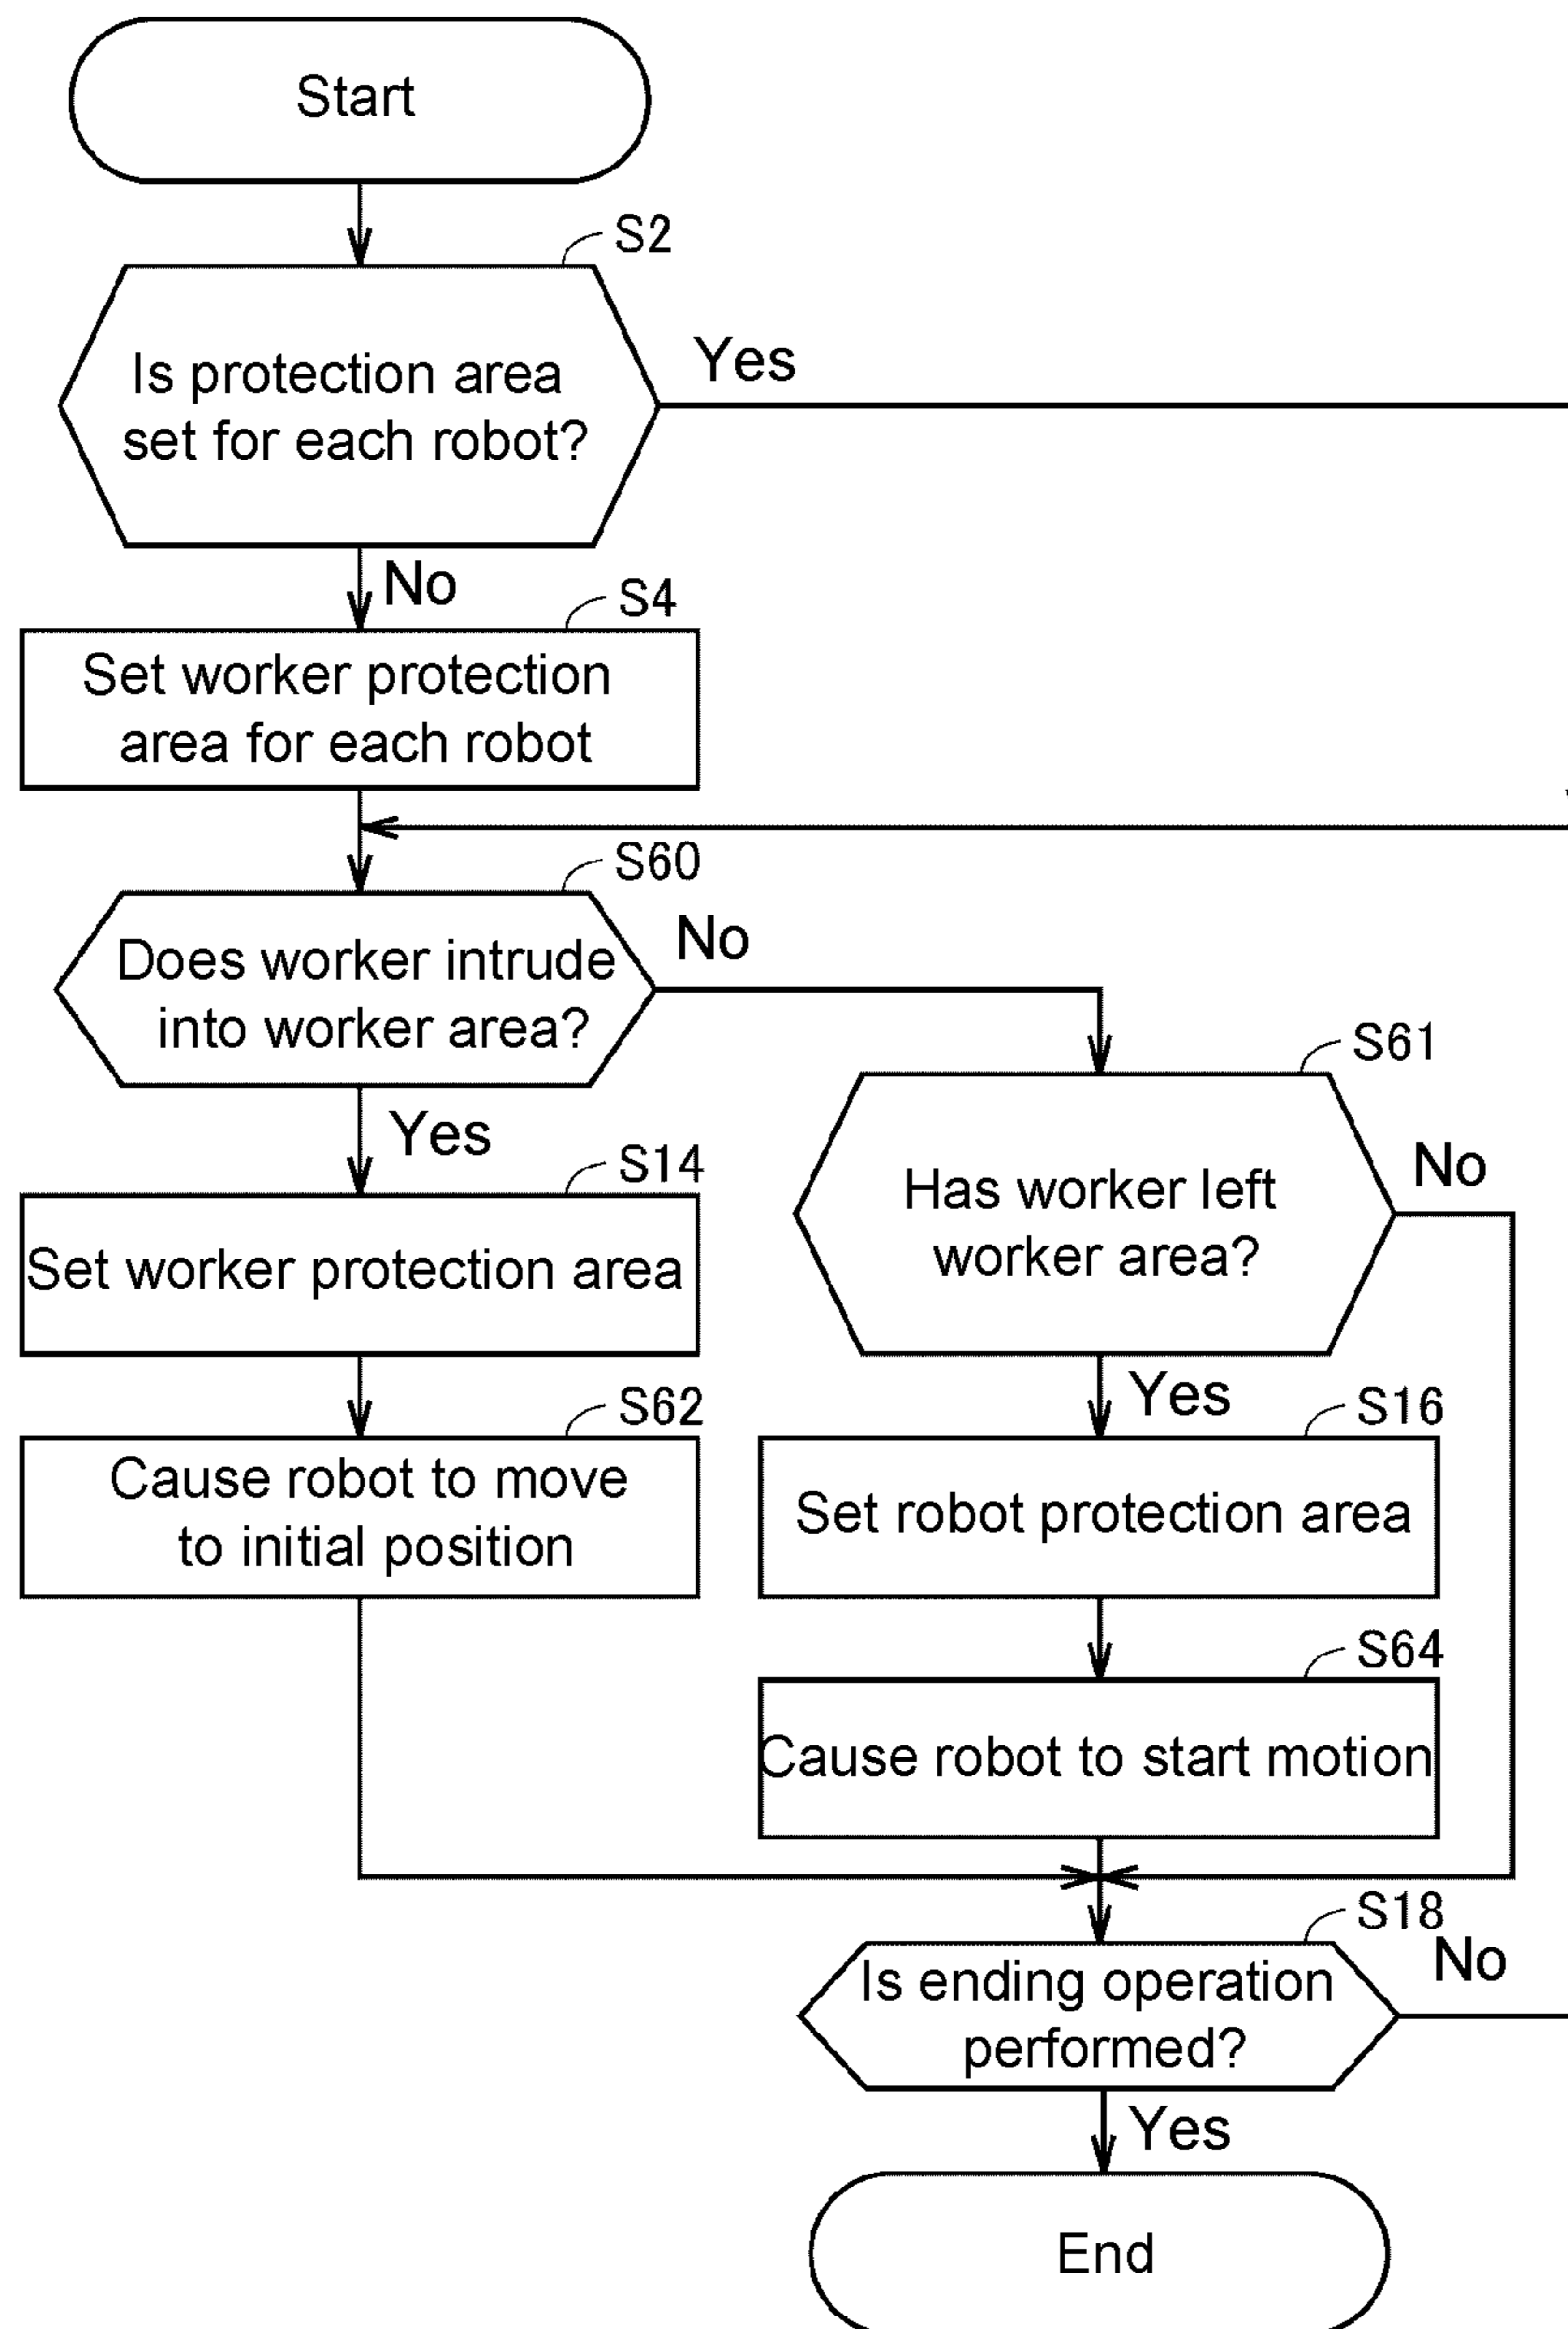 Start
S2
Is protection area
set for each robot?
Yes
No
S4
Set worker protection
area for each robot
S60
Does worker intrude
into worker area?
No
Yes
S61
Has worker left
worker area?
No
S14
Set worker protection area
Yes
S62
Cause robot to move
to initial position
S16
Set robot protection area
S64
Cause robot to start motion
S18
Is ending operation
performed?
No
Yes
End